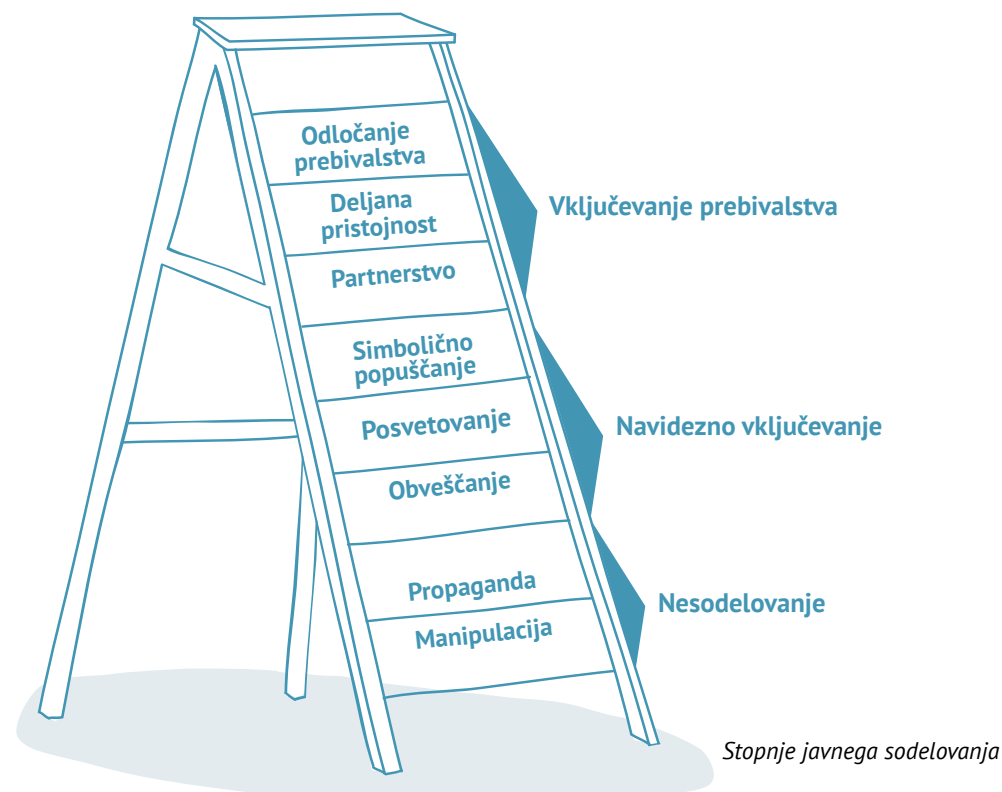 Odločanje
prebivalstva
Deljana
pristojnost
Vključevanje prebivalstva
Partnerstvo
Simbolično
popuščanje
Posvetovanje
Navidezno vključevanje
Obveščanje
Propaganda
Nesodelovanje
Manipulacija
Stopnje javnega sodelovanja